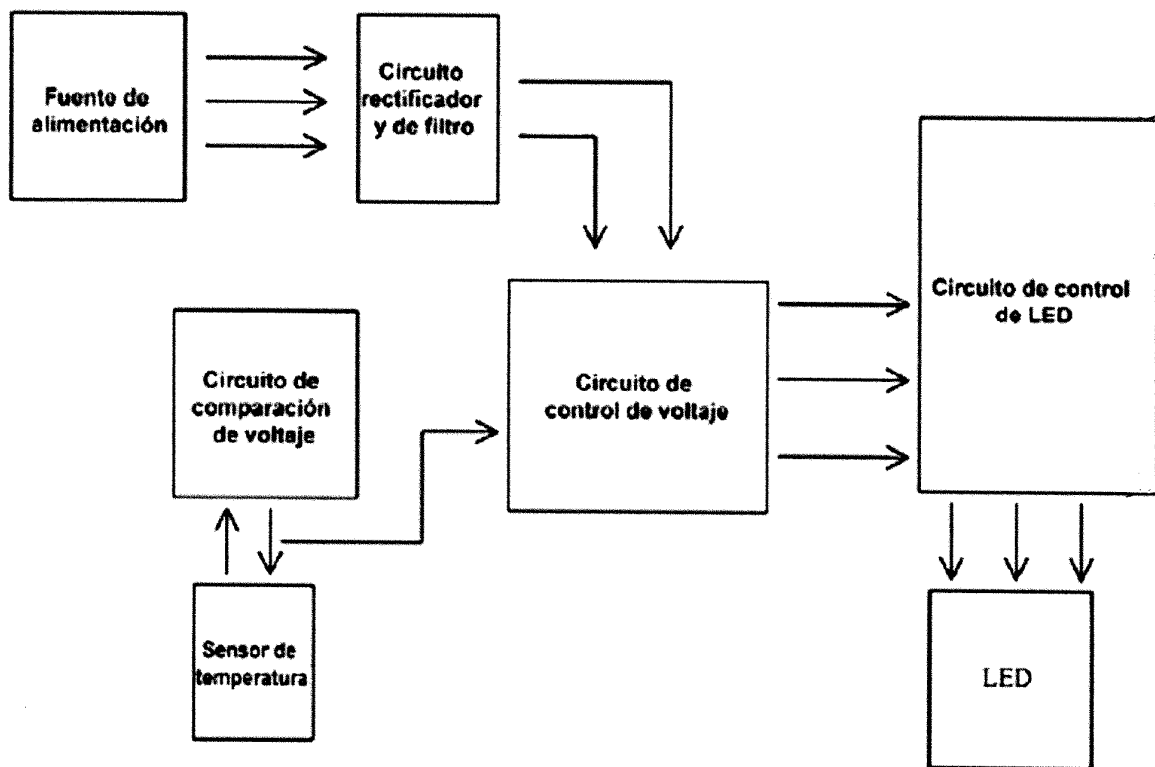 Fuente de
alimentación
Circuito
rectificador
y de filtro
Circuito de control
de LED
Circuito de
comparación
de voltaje
Circuito de
control de voltaje
Sensor de
temperatura
LED